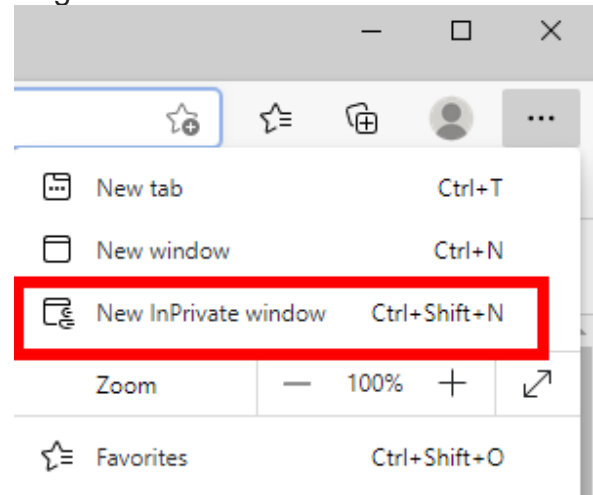 New tab Ctrl+T
New window Ctrl+N
New InPrivate window Ctrl+Shift+N
Zoom — 100% +
Favorites Ctrl+Shift+O